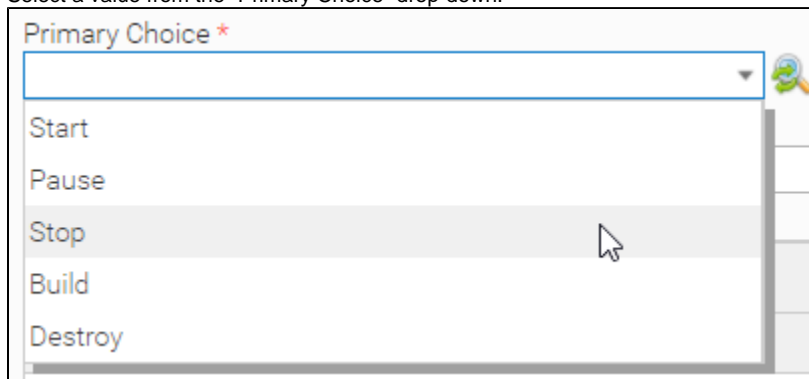 Select a value from the "Primary Choice" drop-down.
Primary Choice *
Start
Pause
Stop
Build
Destroy